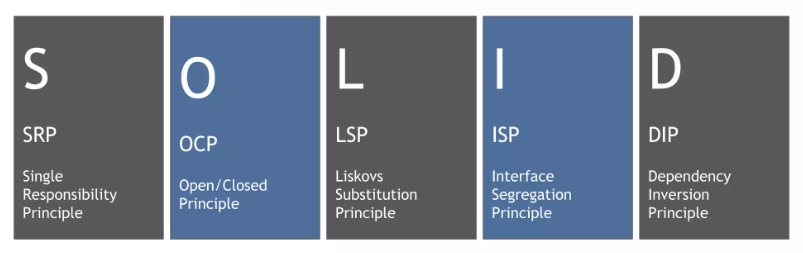 S
SRP
Single
Responsibility
Principle
O
OCP
Open/Closed
Principle
L
LSP
Liskovs
Substitution
Principle
I
ISP
Interface
Segregation
Principle
D
DIP
Dependency
Inversion
Principle